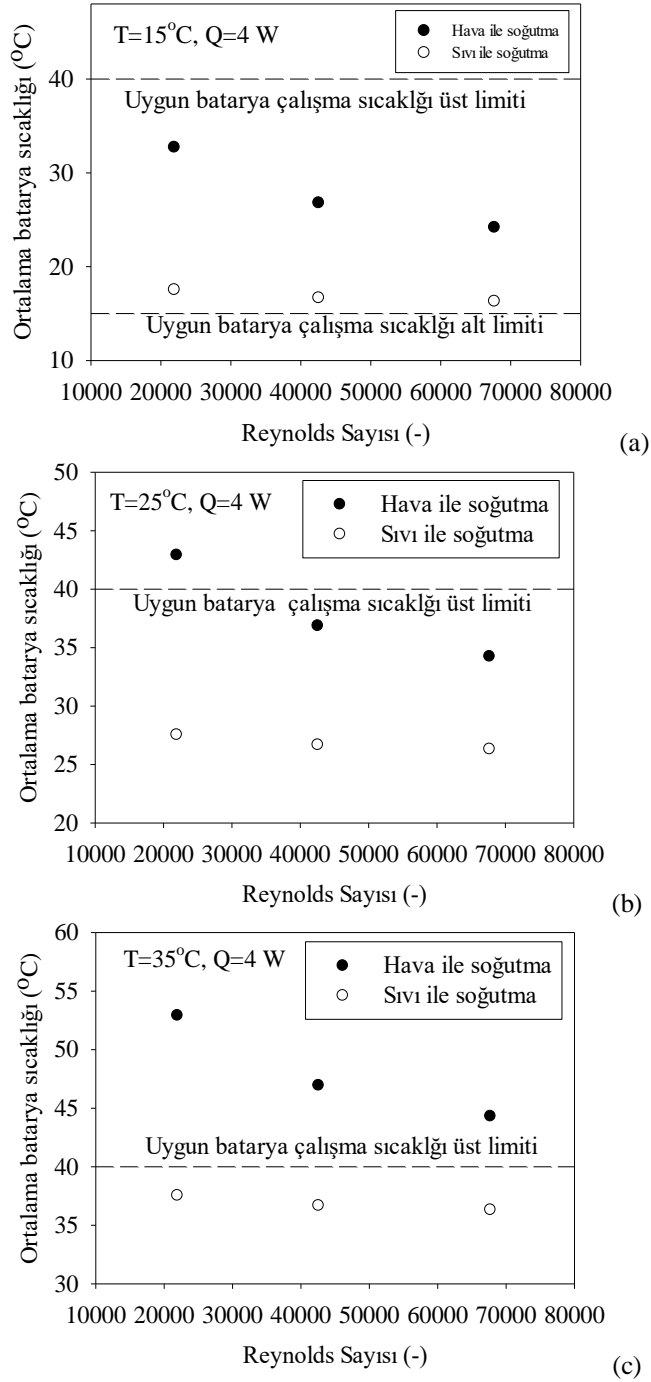 T=15°C, Q=4 W
Hava ile soğutma
Sıvı ile soğutma
Ortalama batarya sıcaklığı (°C)
40
30
20
10
Uygun batarya çalışma sıcaklğı üst limiti
Uygun batarya çalışma sıcaklğı alt limiti
10000 20000 30000 40000 50000 60000 70000 80000
Reynolds Sayısı (-)
(a)
T=25°C, Q=4 W
Hava ile soğutma
Sıvı ile soğutma
Ortalama batarya sıcaklığı (°C)
50
45
40
35
30
25
20
Uygun batarya çalışma sıcaklğı üst limiti
10000 20000 30000 40000 50000 60000 70000 80000
Reynolds Sayısı (-)
(b)
T=35°C, Q=4 W
Hava ile soğutma
Sıvı ile soğutma
Ortalama batarya sıcaklığı (°C)
60
55
50
45
40
35
30
Uygun batarya çalışma sıcaklğı üst limiti
10000 20000 30000 40000 50000 60000 70000 80000
Reynolds Sayısı (-)
(c)